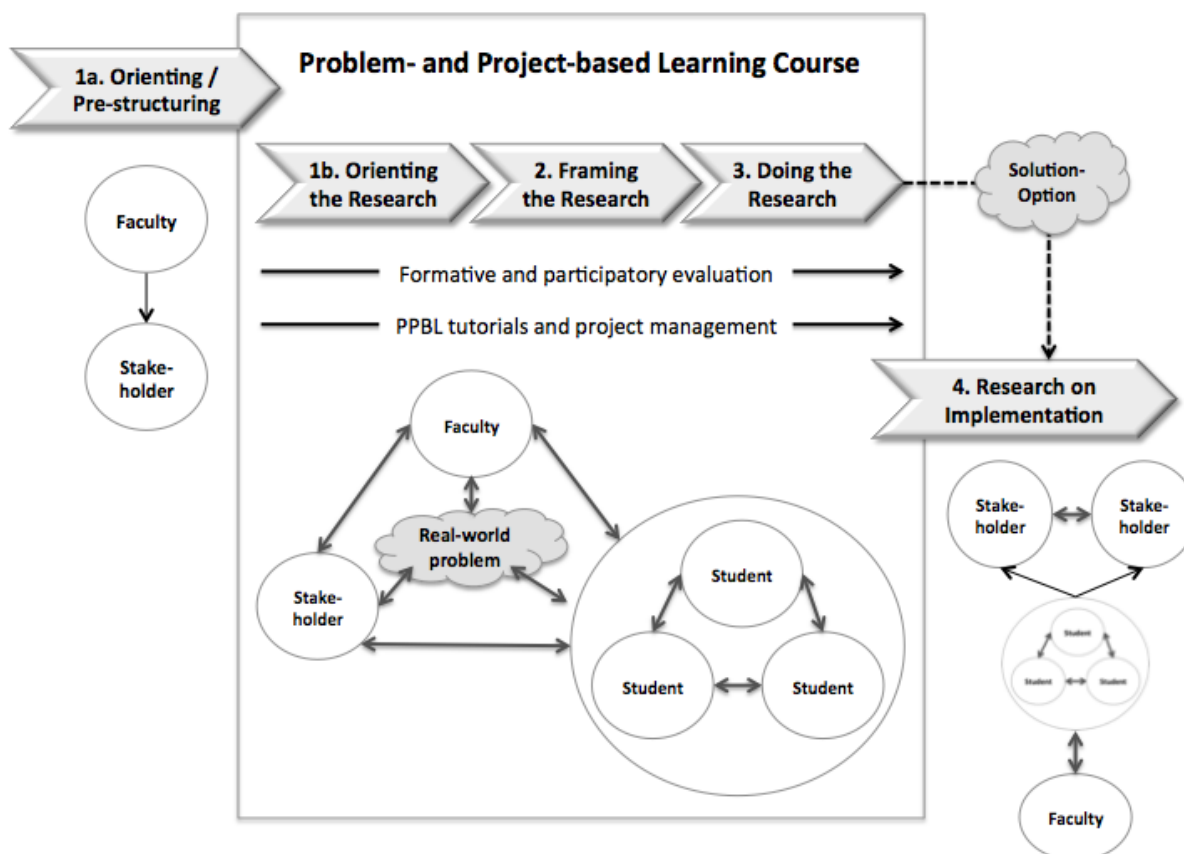 Problem- and Project-based Learning Course
1a. Orienting /
Pre-structuring
1b. Orienting
the Research
2. Framing
the Research
3. Doing the
Research
Solution-
Option
Faculty
Stake-
holder
Formative and participatory evaluation
PPBL tutorials and project management
4. Research on
Implementation
Faculty
Real-world
problem
Stake-
holder
Student
Student
Student
Stake-
holder
Stake-
holder
Student
Student
Student
Faculty